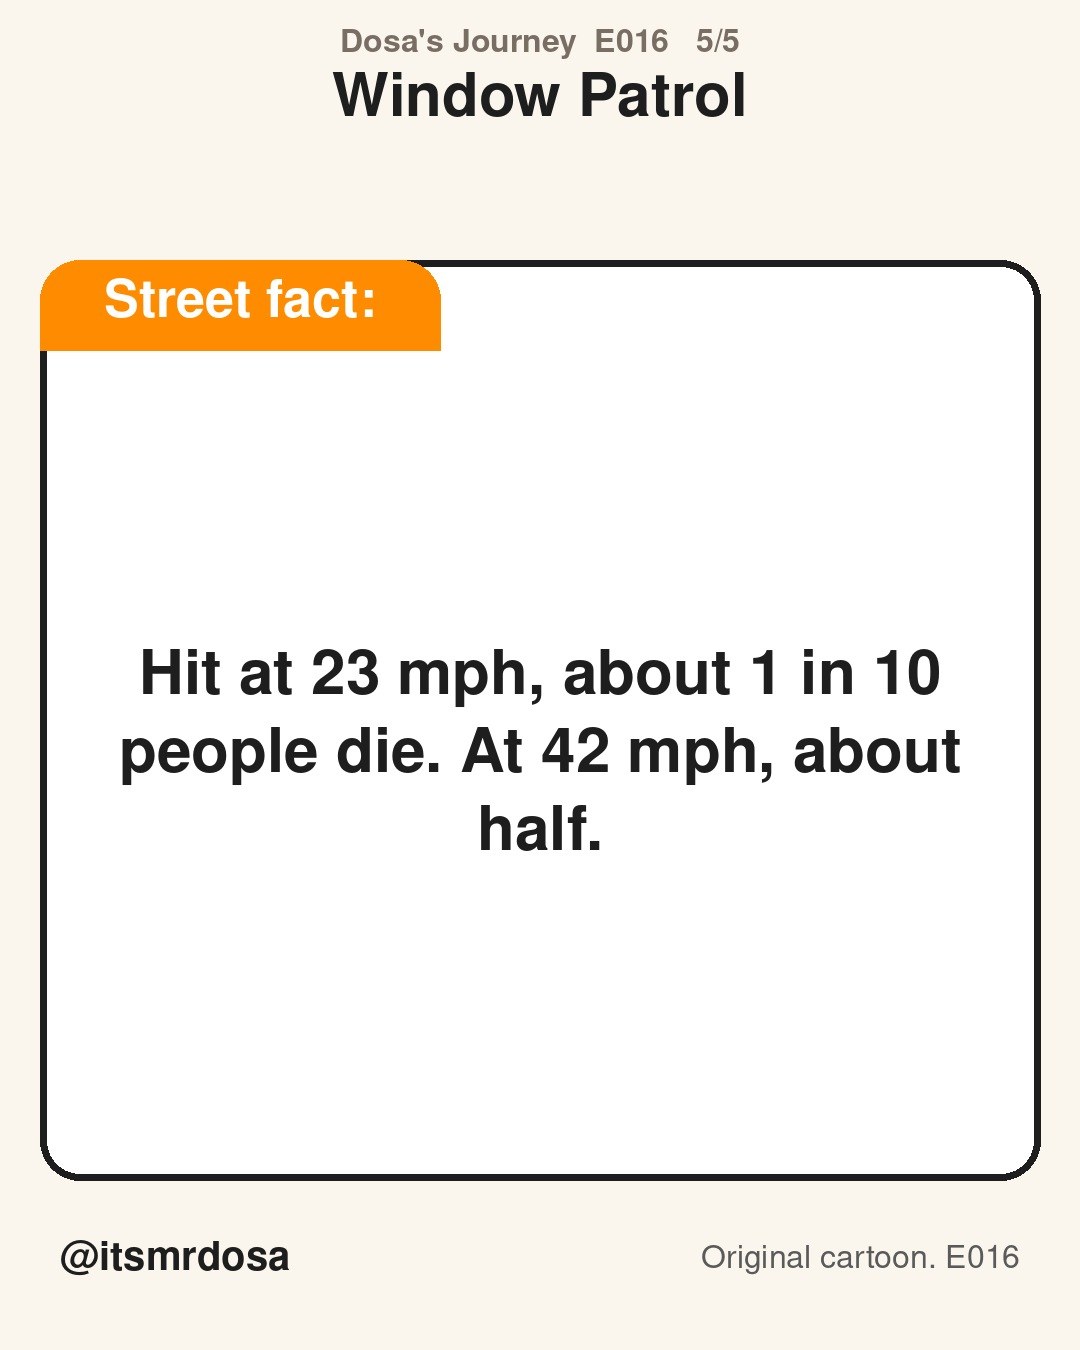 Dosa's Journey E016 5/5
Window Patrol
Street fact:
Hit at 23 mph, about 1 in 10
people die. At 42 mph, about
half.
@itsmrdosa
Original cartoon. E016